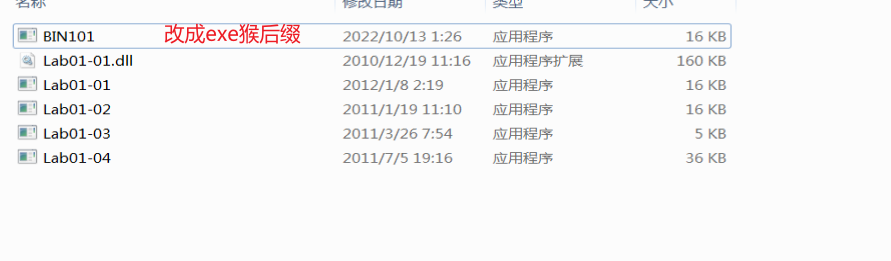 名称 修改日期 类型 大小
BIN101 改成exe猴后缀 2022/10/13 1:26 应用程序 16 KB
Lab01-01.dll 2010/12/19 11:16 应用程序扩展 160 KB
Lab01-01 2012/1/8 2:19 应用程序 16 KB
Lab01-02 2011/1/19 11:10 应用程序 16 KB
Lab01-03 2011/3/26 7:54 应用程序 5 KB
Lab01-04 2011/7/5 19:16 应用程序 36 KB